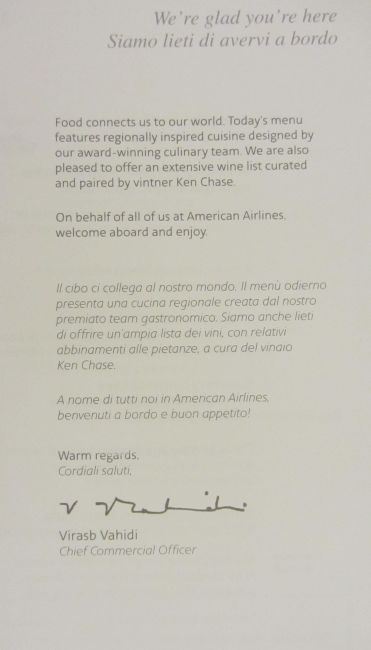 We're glad you're here
Siamo lieti di avervi a bordo
Food connects us to our world. Today's menu
features regionally inspired cuisine designed by
our award-winning culinary team. We are also
pleased to offer an extensive wine list curated
and paired by vintner Ken Chase.
On behalf of all of us at American Airlines,
welcome aboard and enjoy.
Il cibo ci collega al nostro mondo. Il menù odierno
presenta una cucina regionale creata dal nostro
premiato team gastronomico. Siamo anche lieti
di offrire un'ampia lista dei vini, con relativi
abbinamenti alle pietanze, a cura del vinaio
Ken Chase.
A nome di tutti noi in American Airlines,
benvenuti a bordo e buon appetito!
Warm regards,
Cordiali saluti,
V Vahidi
Virasb Vahidi
Chief Commercial Officer